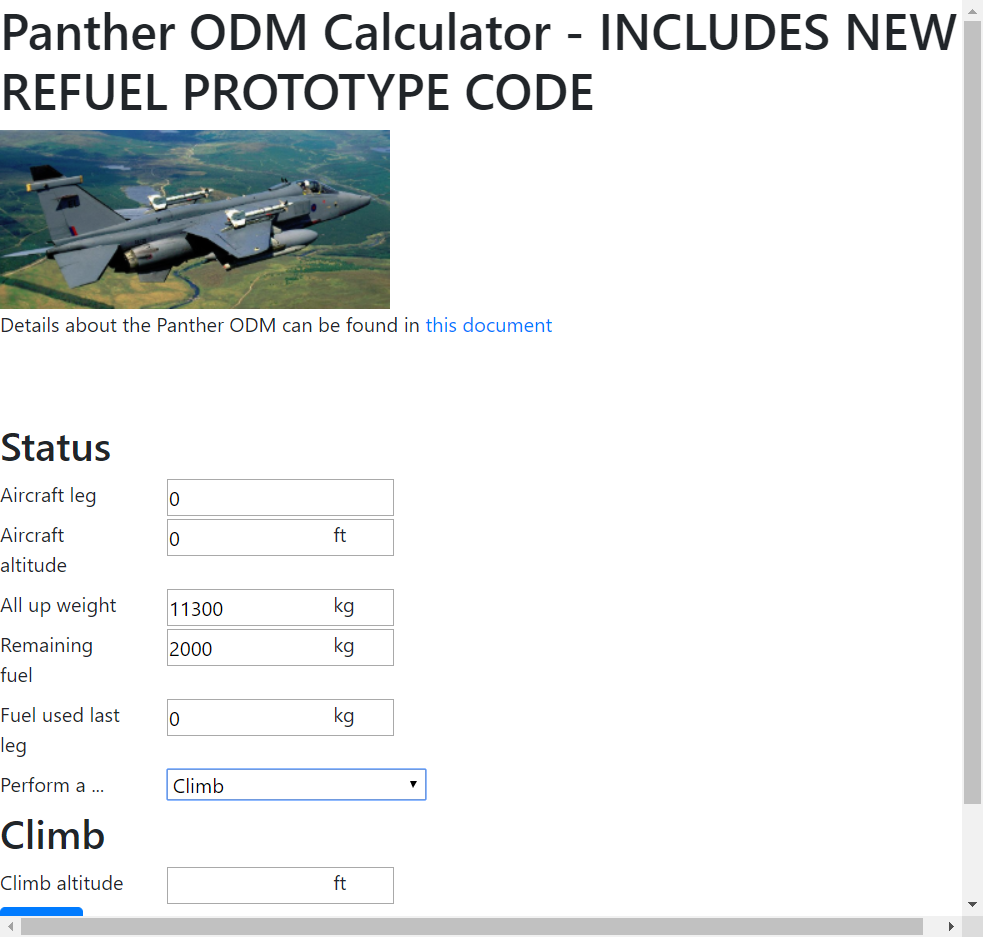 Panther ODM Calculator - INCLUDES NEW
REFUEL PROTOTYPE CODE
Details about the Panther ODM can be found in this document
Status
Aircraft leg 0
Aircraft altitude 0 ft
All up weight 11300 kg
Remaining fuel 2000 kg
Fuel used last leg 0 kg
Perform a ... Climb
Climb
Climb altitude ft